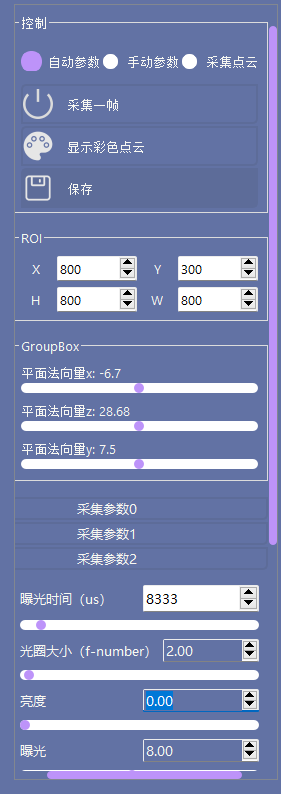 控制
自动参数 手动参数 采集点云
采集一帧
显示彩色点云
保存
ROI
X 800 Y 300
H 800 W 800
GroupBox
平面法向量x: -6.7
平面法向量z: 28.68
平面法向量y: 7.5
采集参数0
采集参数1
采集参数2
曝光时间（us） 8333
光圈大小（f-number） 2.00
亮度 0.00
曝光 8.00